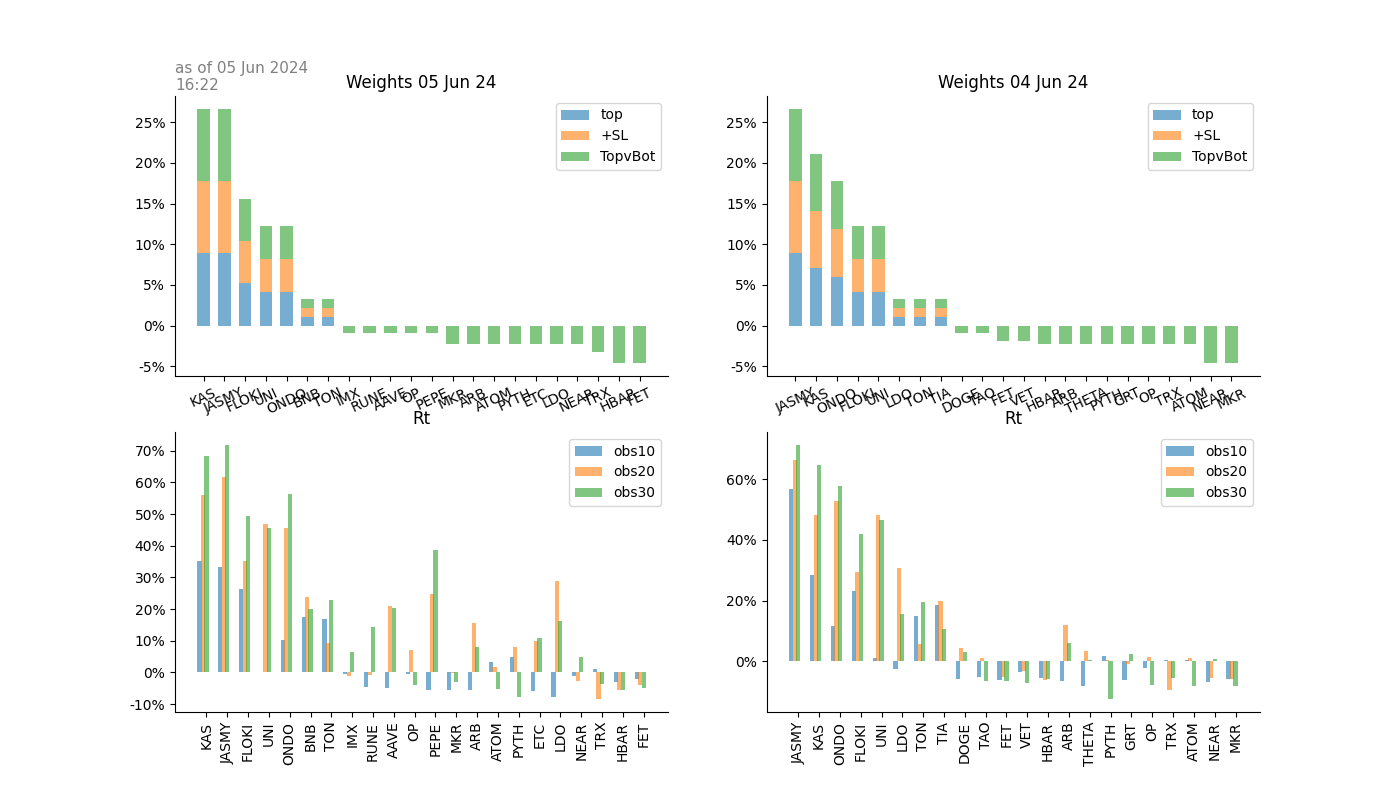 as of 05 Jun 2024
16:22
Weights 05 Jun 24
25%
20%
15%
10%
5%
0%
-5%
top
+SL
TopvBot
KAS JASMY FLOKI UNI ONDO BNB TON IMX RUNE AAVE OP PEPE MKR ARB ATOM PYTH ETC LDO NEAR TRX HBAR FET
Weights 04 Jun 24
25%
20%
15%
10%
5%
0%
-5%
top
+SL
TopvBot
JASMY KAS ONDO FLOKI UNI LDO TON TIA DOGE TAO FET VET HBAR ARB THETA PYTH GRT OP TRX ATOM NEAR MKR
Rt
70%
60%
50%
40%
30%
20%
10%
0%
-10%
obs10
obs20
obs30
KAS JASMY FLOKI UNI ONDO BNB TON IMX RUNE AAVE OP PEPE MKR ARB ATOM PYTH ETC LDO NEAR TRX HBAR FET
Rt
60%
40%
20%
0%
obs10
obs20
obs30
JASMY KAS ONDO FLOKI UNI LDO TON TIA DOGE TAO FET VET HBAR ARB THETA PYTH GRT OP TRX ATOM NEAR MKR